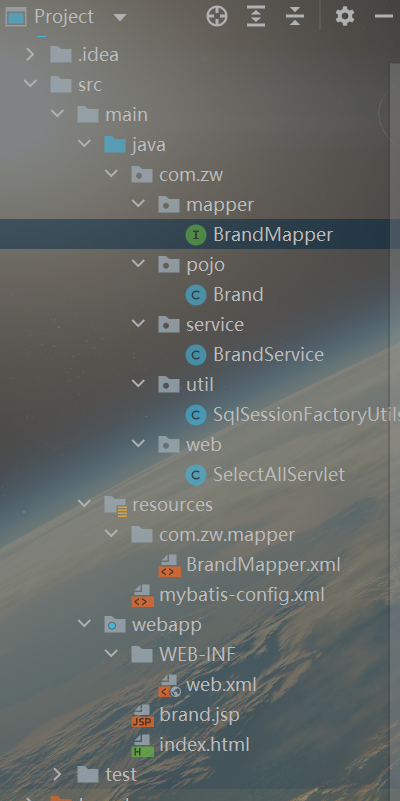 Project
.idea
src
main
java
com.zw
mapper
I BrandMapper
pojo
C Brand
service
C BrandService
util
C SqlSessionFactoryUtils
web
C SelectAllServlet
resources
com.zw.mapper
BrandMapper.xml
mybatis-config.xml
webapp
WEB-INF
web.xml
JSP brand.jsp
H index.html
test